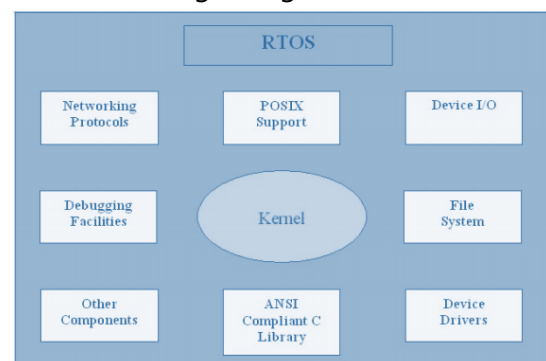 RTOS
Networking
Protocols
POSIX
Support
Device I/O
Debugging
Facilities
Kernel
File
System
Other
Components
ANSI
Compliant C
Library
Device
Drivers